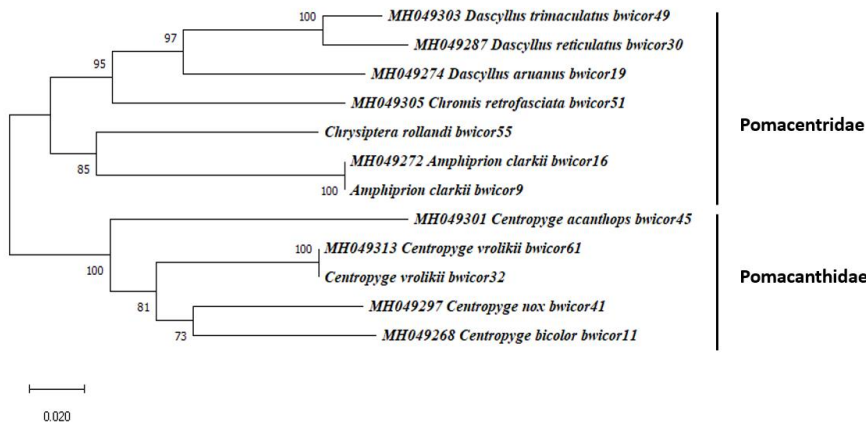 100
MH049303 Dascyllus trimaculatus bwicor49
97
MH049287 Dascyllus reticulatus bwicor30
95
MH049274 Dascyllus aruanus bwicor19
MH049305 Chromis retrofasciata bwicor51
Pomacentridae
Chrysiptera rollandi bwicor55
85
MH049272 Amphiprion clarkii bwicor16
100
Amphiprion clarkii bwicor9
MH049301 Centropyge acanthops bwicor45
100
100
MH049313 Centropyge vrolikii bwicor61
Centropyge vrolikii bwicor32
Pomacanthidae
81
MH049297 Centropyge nox bwicor41
73
MH049268 Centropyge bicolor bwicor11
0.020